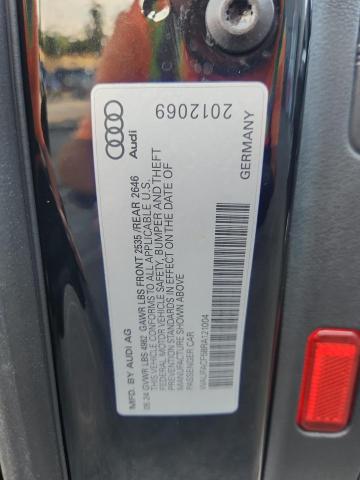 MFD. BY AUDI AG
06.24 GVWR LBS 4982 GAWR LBS FRONT 2535/REAR 2646
THIS VEHICLE CONFORMS TO ALL APPLICABLE U.S.
FEDERAL MOTOR VEHICLE SAFETY, BUMPER AND THEFT
PREVENTION STANDARDS IN EFFECT ON THE DATE OF
MANUFACTURE SHOWN ABOVE
PASSENGER CAR
WAUFACF58RA121004
Audi
2012069
GERMANY